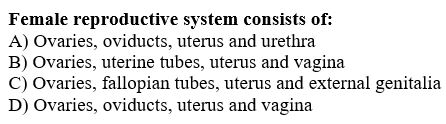 Female reproductive system consists of:
A) Ovaries, oviducts, uterus and urethra
B) Ovaries, uterine tubes, uterus and vagina
C) Ovaries, fallopian tubes, uterus and external genitalia
D) Ovaries, oviducts, uterus and vagina